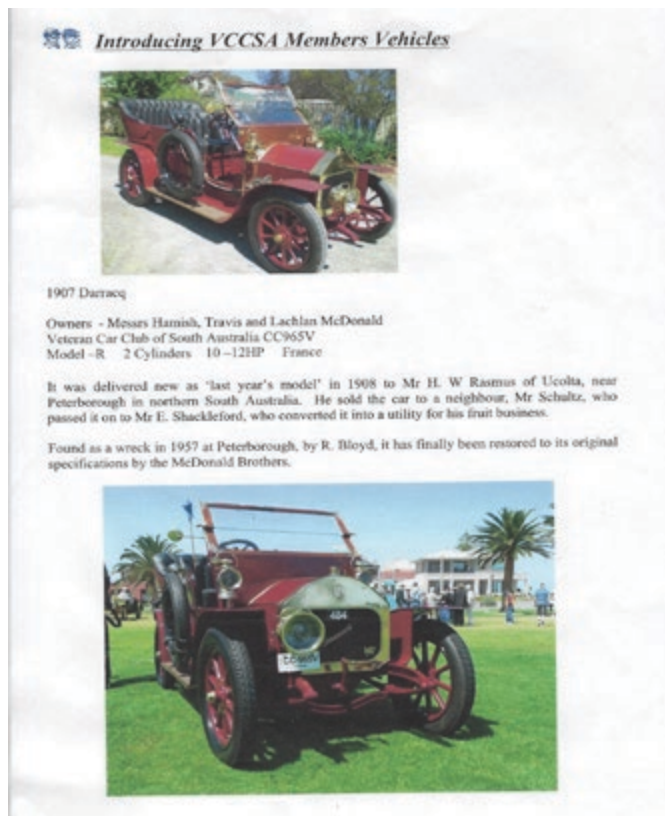 Introducing VCCSA Members Vehicles
1907 Darracq
Owners - Messrs Hamish, Travis and Lachlan McDonald
Veteran Car Club of South Australia CC965V
Model –R 2 Cylinders 10 –12HP France
It was delivered new as ‘last year’s model’ in 1908 to Mr H. W Rasmus of Ucolta, near
Peterborough in northern South Australia. He sold the car to a neighbour, Mr Schultz, who
passed it on to Mr E. Shackleford, who converted it into a utility for his fruit business.
Found as a wreck in 1957 at Peterborough, by R. Bloyd, it has finally been restored to its original
specifications by the McDonald Brothers.
484